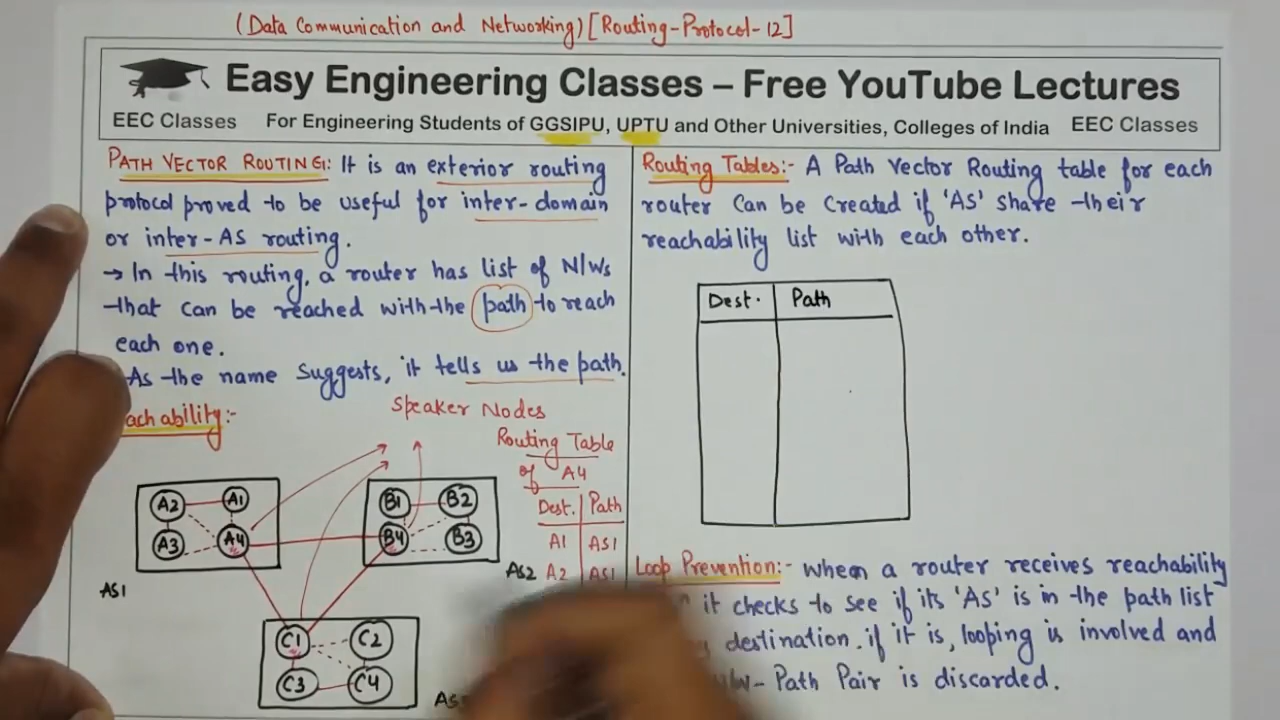 (Data Communication and Networking) [Routing-Protocol-12]
Easy Engineering Classes – Free YouTube Lectures
EEC Classes For Engineering Students of GGSIPU, UPTU and Other Universities, Colleges of India EEC Classes
PATH VECTOR ROUTING: It is an exterior routing
protocol proved to be useful for inter-domain
or inter-AS routing.
→ In this routing, a router has list of N/Ws
that can be reached with the path to reach
each one.
As the name suggests, it tells us the path.
achability:-
Speaker Nodes
Routing Table
of A4
Dest. Path
A1 AS1
A2 AS1
A2 A1
A3 A4
AS1
B1 B2
B4 B3
AS2
C1 C2
C3 C4
AS
Routing Tables:- A Path Vector Routing table for each
router Can be Created if 'AS' share their
reachability list with each other.
Dest. Path
Loop Prevention:- When a router receives reachability
it checks to see if its 'AS' is in the path list
destination. if it is, looping is involved and
Path Pair is discarded.